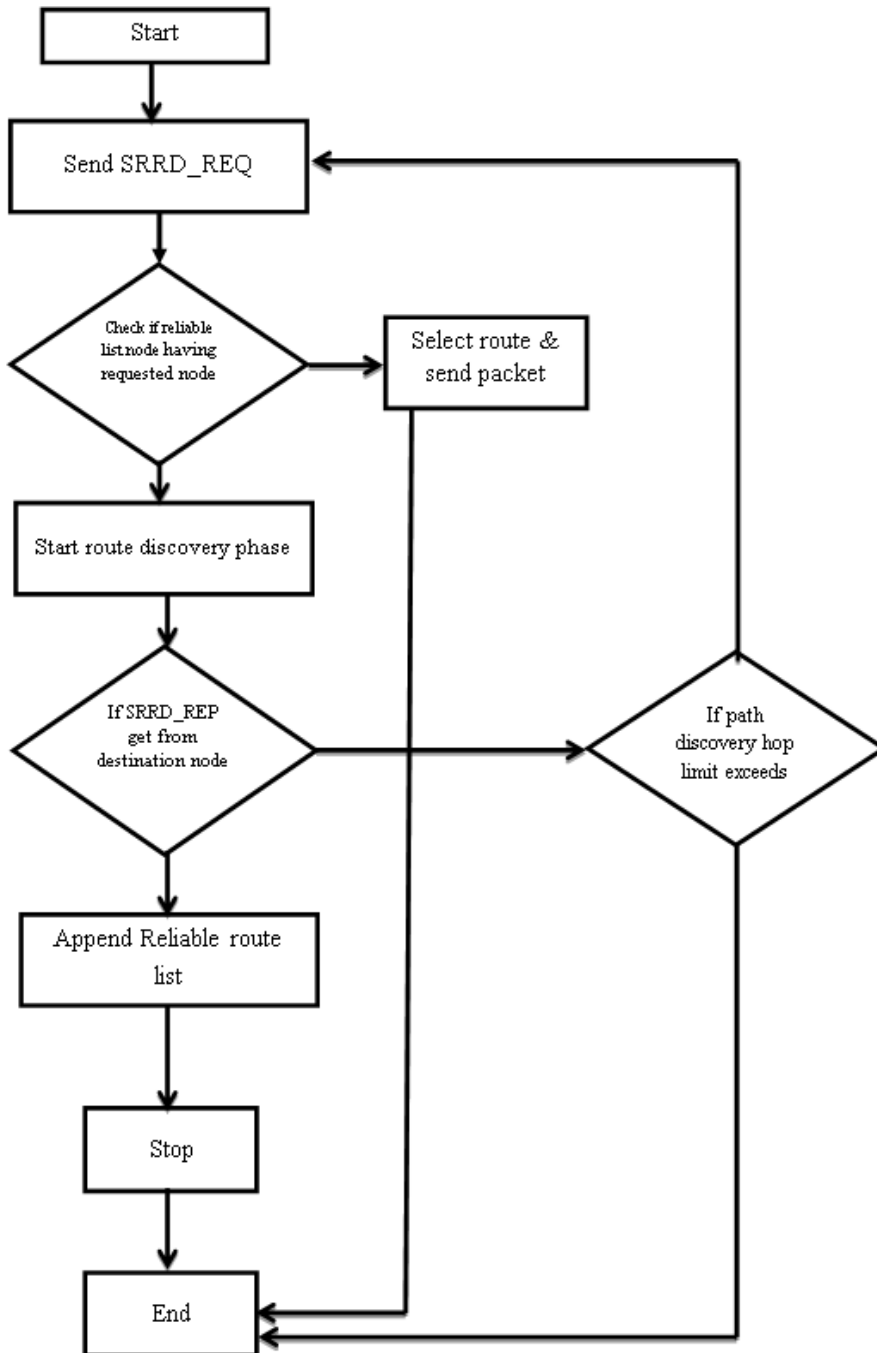 Start
Send SRRD_REQ
Check if reliable
list node having
requested node
Select route &
send packet
Start route discovery phase
If SRRD_REP
get from
destination node
If path
discovery hop
limit exceeds
Append Reliable route
list
Stop
End